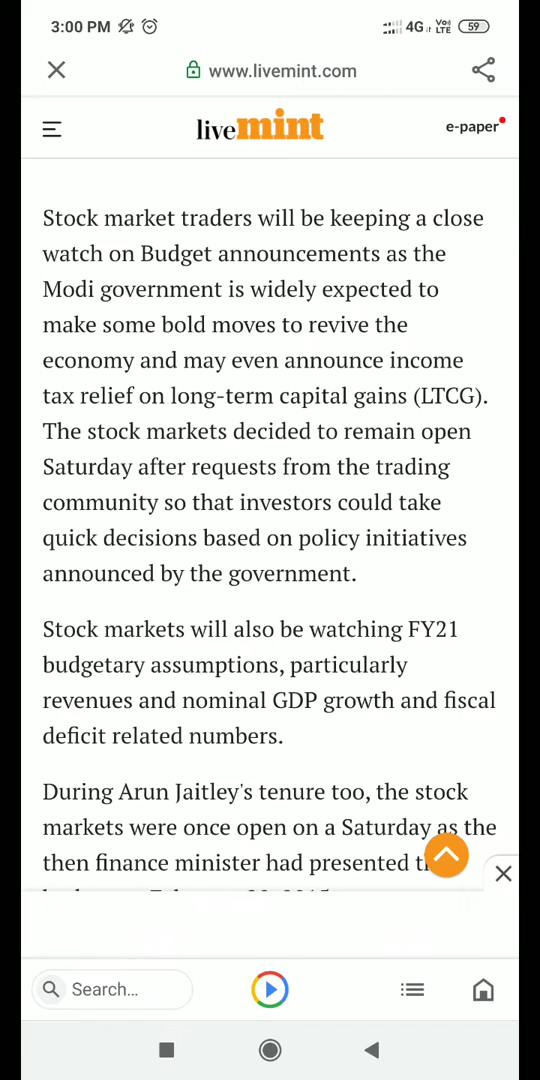 3:00 PM
4G
Vo)
LTE
59
www.livemint.com
livemint
e-paper
Stock market traders will be keeping a close
watch on Budget announcements as the
Modi government is widely expected to
make some bold moves to revive the
economy and may even announce income
tax relief on long-term capital gains (LTCG).
The stock markets decided to remain open
Saturday after requests from the trading
community so that investors could take
quick decisions based on policy initiatives
announced by the government.
Stock markets will also be watching FY21
budgetary assumptions, particularly
revenues and nominal GDP growth and fiscal
deficit related numbers.
During Arun Jaitley's tenure too, the stock
markets were once open on a Saturday as the
then finance minister had presented
Search...